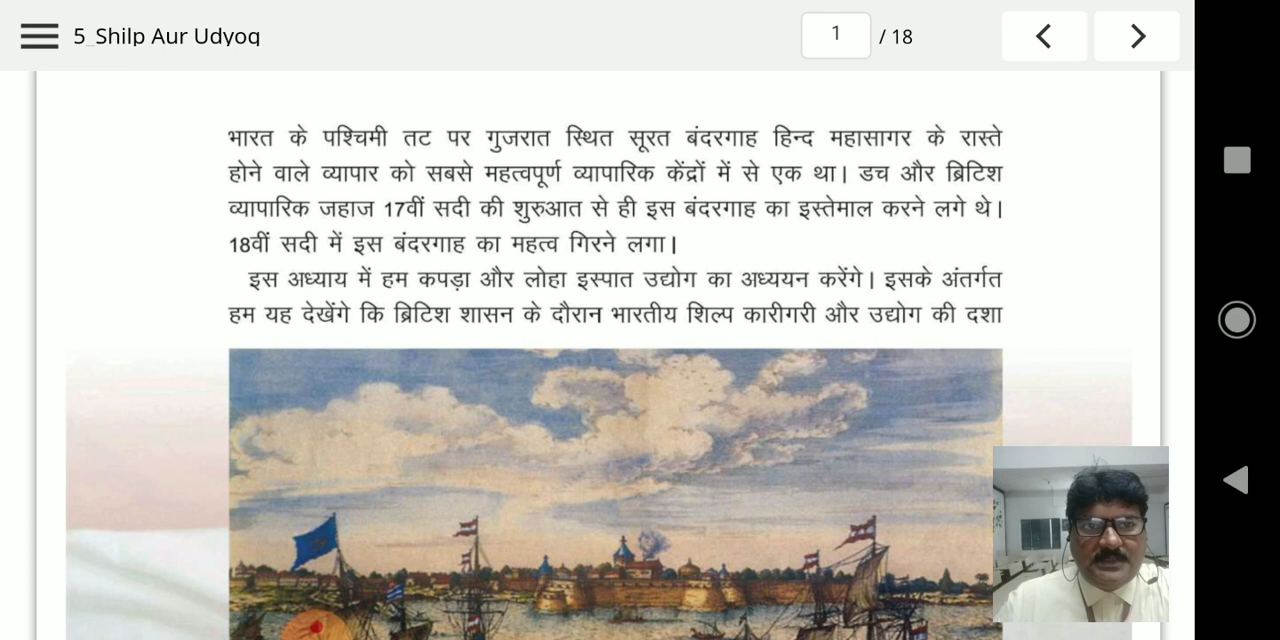 5_Shilp Aur Udyog
1 / 18
भारत के पश्चिमी तट पर गुजरात स्थित सूरत बंदरगाह हिन्द महासागर के रास्ते
होने वाले व्यापार को सबसे महत्वपूर्ण व्यापारिक केंद्रों में से एक था। डच और ब्रिटिश
व्यापारिक जहाज 17वीं सदी की शुरुआत से ही इस बंदरगाह का इस्तेमाल करने लगे थे।
18वीं सदी में इस बंदरगाह का महत्व गिरने लगा।
इस अध्याय में हम कपड़ा और लोहा इस्पात उद्योग का अध्ययन करेंगे। इसके अंतर्गत
हम यह देखेंगे कि ब्रिटिश शासन के दौरान भारतीय शिल्प कारीगरी और उद्योग की दशा